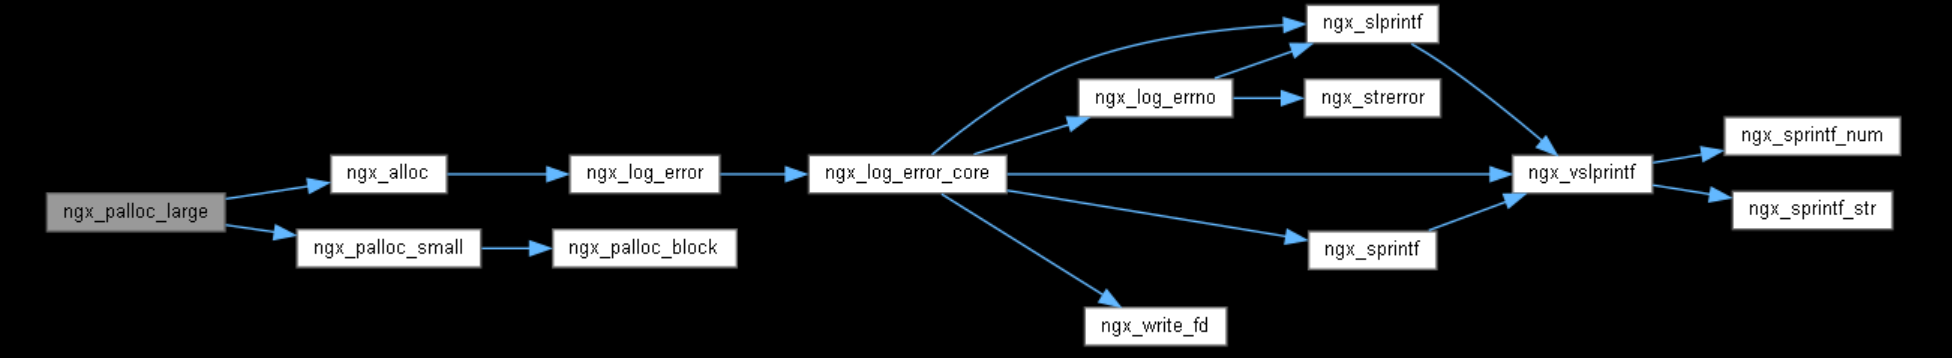 ngx_slprintf
ngx_log_errno
ngx_strerror
ngx_sprintf_num
ngx_alloc
ngx_log_error
ngx_log_error_core
ngx_vslprintf
ngx_palloc_large
ngx_sprintf_str
ngx_palloc_small
ngx_palloc_block
ngx_sprintf
ngx_write_fd